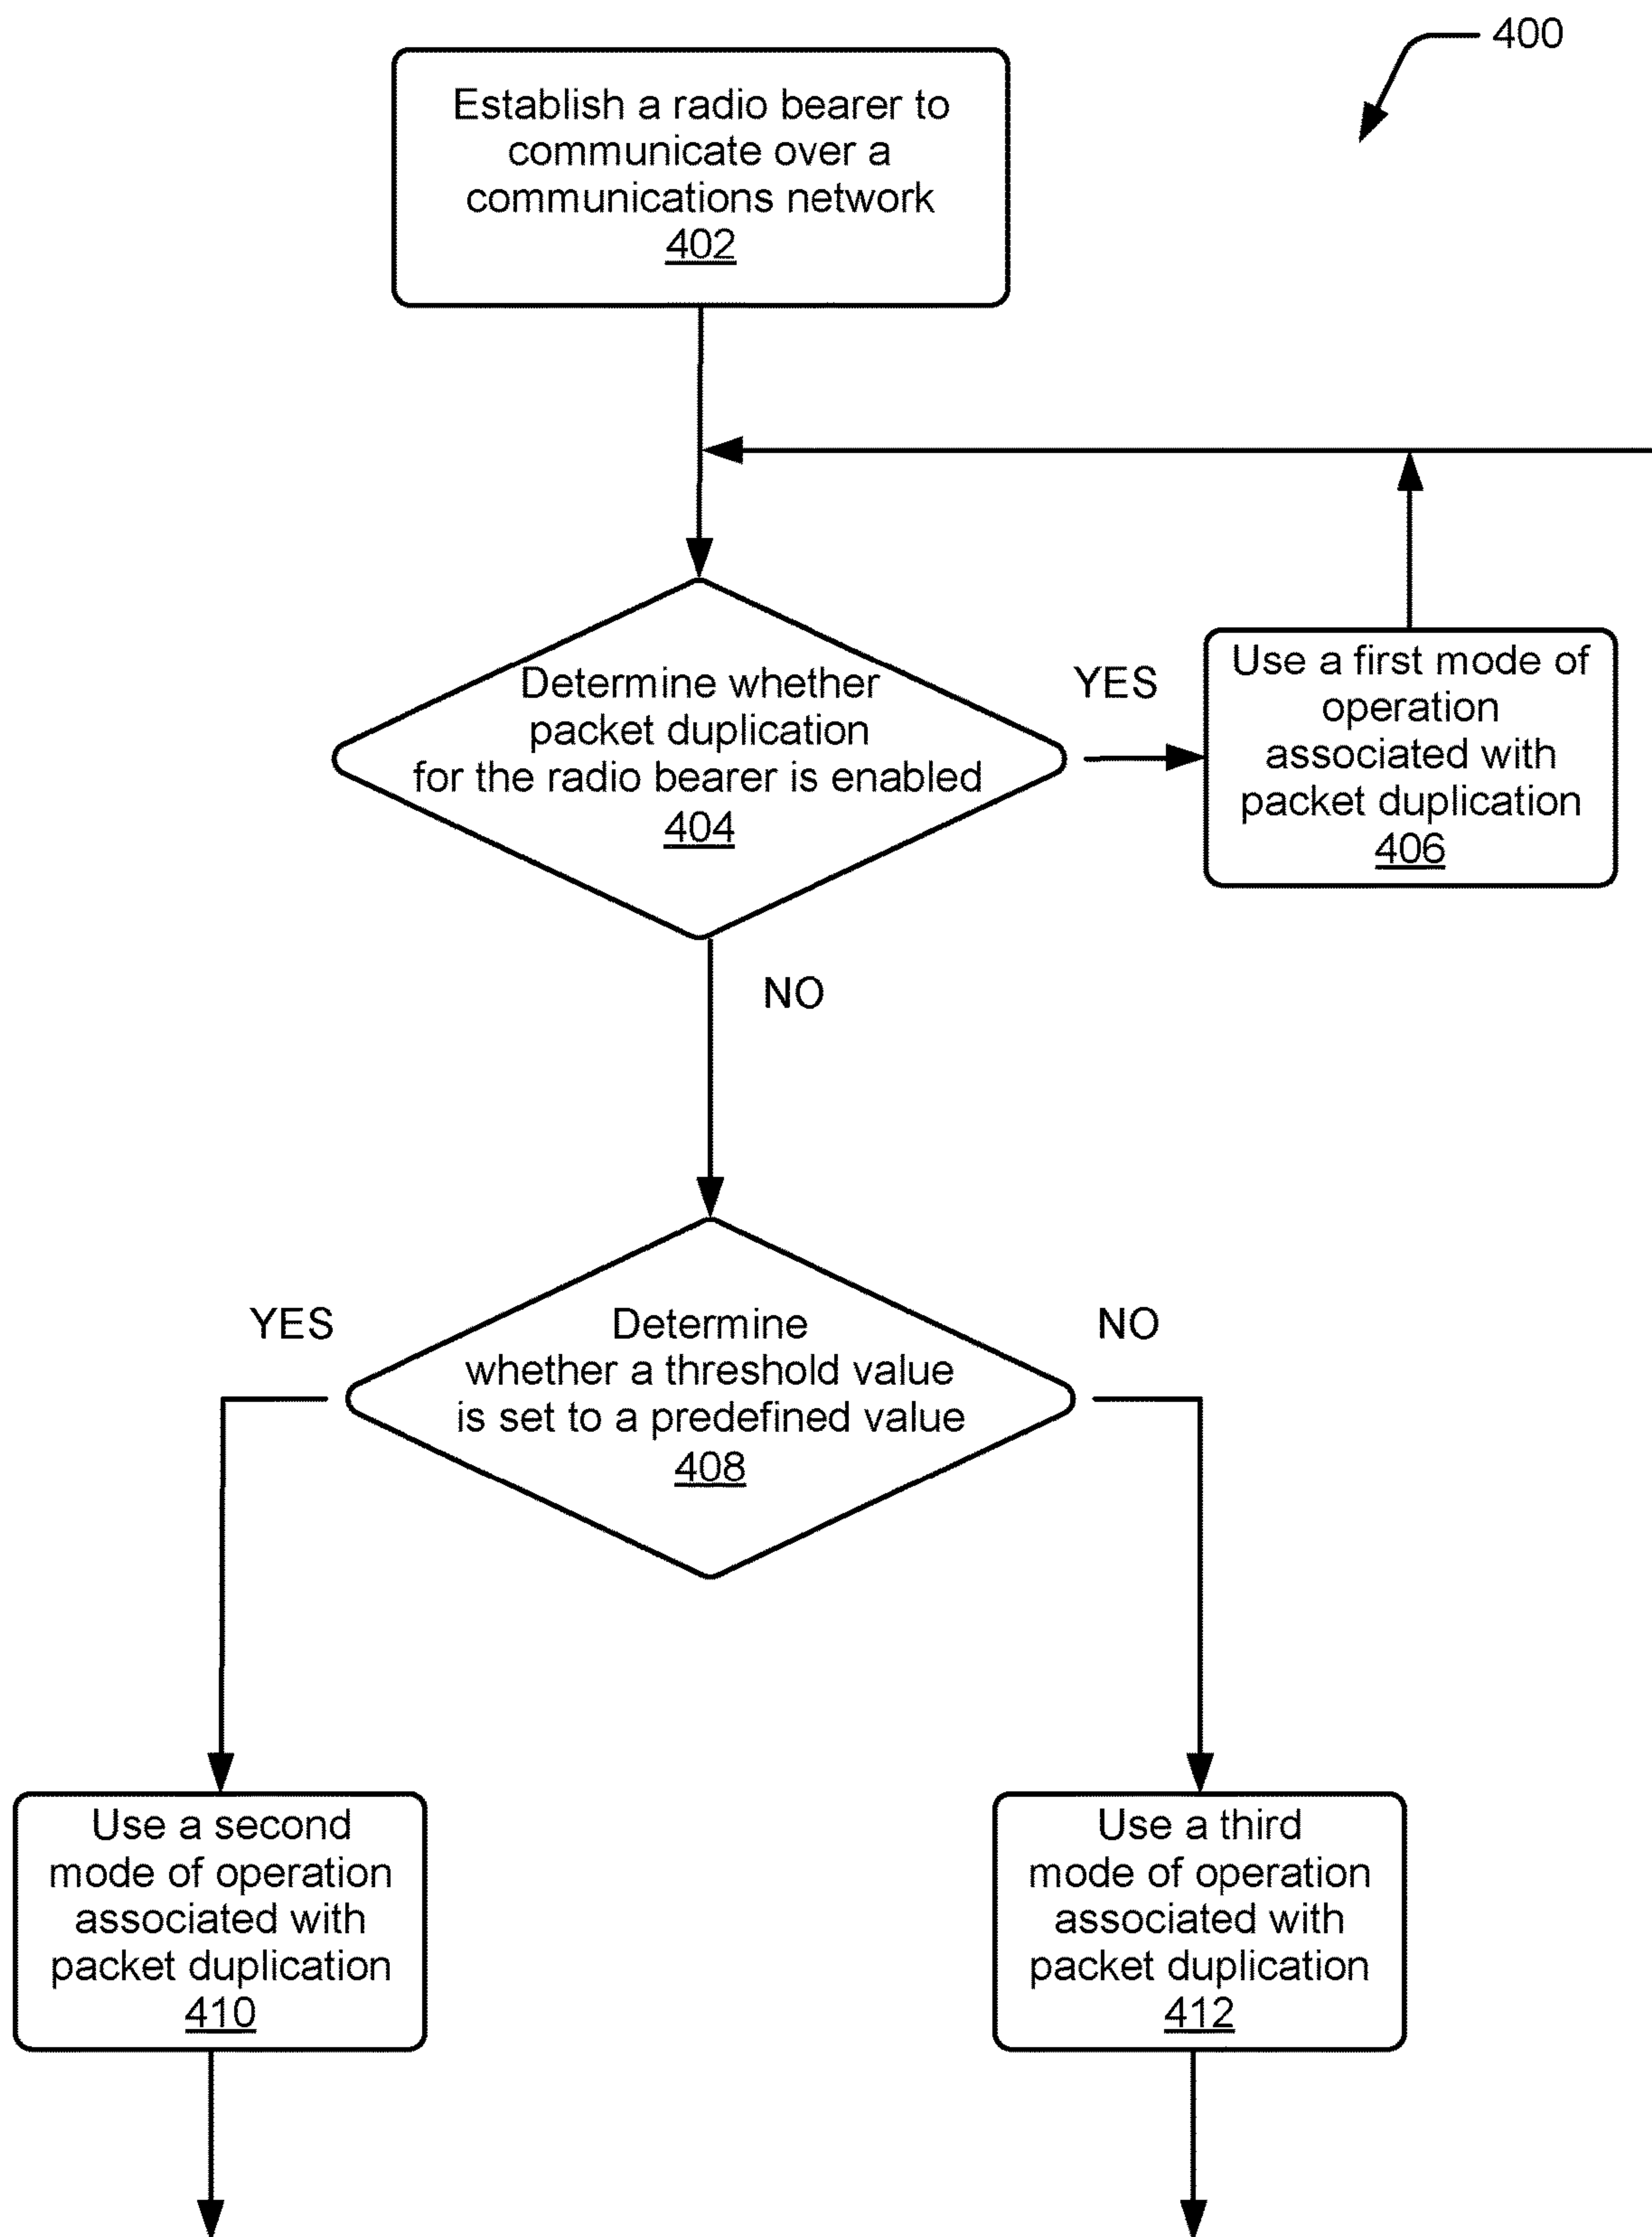 400
Establish a radio bearer to
communicate over a
communications network
402
Determine whether
packet duplication
for the radio bearer is enabled
404
YES
Use a first mode of
operation
associated with
packet duplication
406
NO
YES
Determine
whether a threshold value
is set to a predefined value
408
NO
Use a second
mode of operation
associated with
packet duplication
410
Use a third
mode of operation
associated with
packet duplication
412